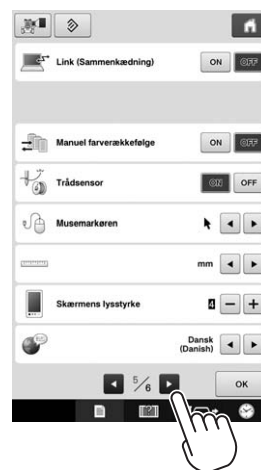 Link (Sammenkædning) ON OFF
Manuel farverækkefølge ON OFF
Trådsensor ON OFF
Musemarkøren
mm
Skærmens lysstyrke 4
Dansk
(Danish)
5/6 OK